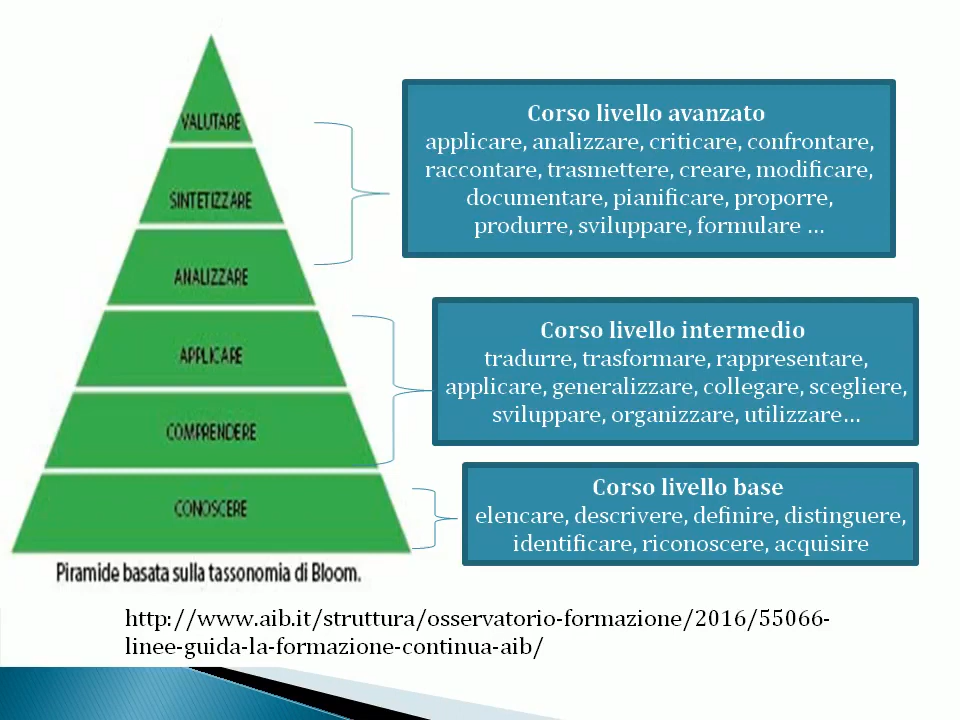 VALUTARE
SINTETIZZARE
ANALIZZARE
APPLICARE
COMPRENDERE
CONOSCERE
Piramide basata sulla tassonomia di Bloom.
Corso livello avanzato
applicare, analizzare, criticare, confrontare,
raccontare, trasmettere, creare, modificare,
documentare, pianificare, proporre,
produrre, sviluppare, formulare ...
Corso livello intermedio
tradurre, trasformare, rappresentare,
applicare, generalizzare, collegare, scegliere,
sviluppare, organizzare, utilizzare...
Corso livello base
elencare, descrivere, definire, distinguere,
identificare, riconoscere, acquisire
http://www.aib.it/struttura/osservatorio-formazione/2016/55066-
linee-guida-la-formazione-continua-aib/